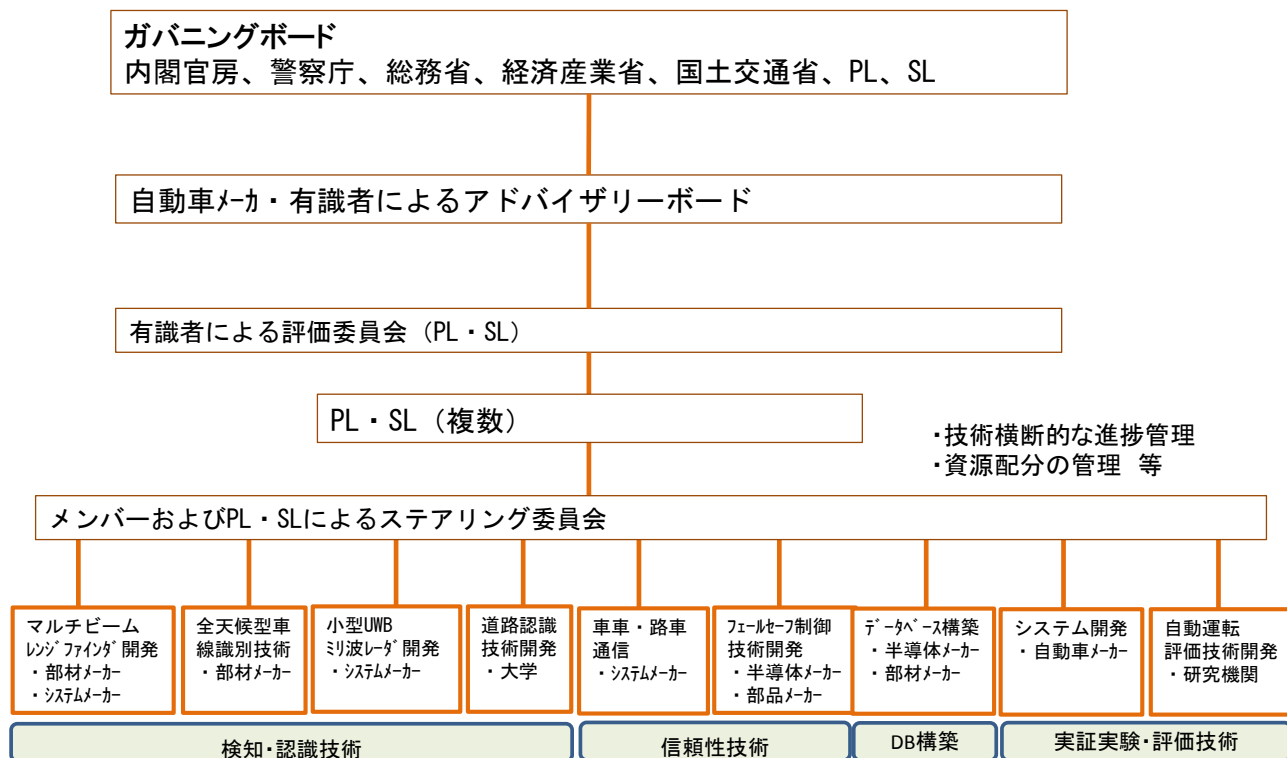 ガバニングボード
内閣官房、警察庁、総務省、経済産業省、国土交通省、PL、SL
自動車ﾒｰｶ・有識者によるアドバイザリーボード
有識者による評価委員会（PL・SL）
PL・SL（複数）
・技術横断的な進捗管理
・資源配分の管理　等
メンバーおよびPL・SLによるステアリング委員会
マルチビーム
ﾚﾝｼﾞﾌｧｲﾝﾀﾞ開発
・部材メーカー
・ｼｽﾃﾑﾒｰｶｰ
全天候型車
線識別技術
・部材ﾒｰｶｰ
小型UWB
ﾐﾘ波ﾚｰﾀﾞ開発
・ｼｽﾃﾑﾒｰｶｰ
道路認識
技術開発
・大学
車車・路車
通信
・ｼｽﾃﾑﾒｰｶｰ
ﾌｪｰﾙｾｰﾌ制御
技術開発
・半導体ﾒｰｶｰ
・部品ﾒｰｶｰ
ﾃﾞｰﾀﾍﾞｰｽ構築
・半導体ﾒｰｶｰ
・部材ﾒｰｶｰ
システム開発
・自動車ﾒｰｶｰ
自動運転
評価技術開発
・研究機関
検知・認識技術
信頼性技術
DB構築
実証実験・評価技術